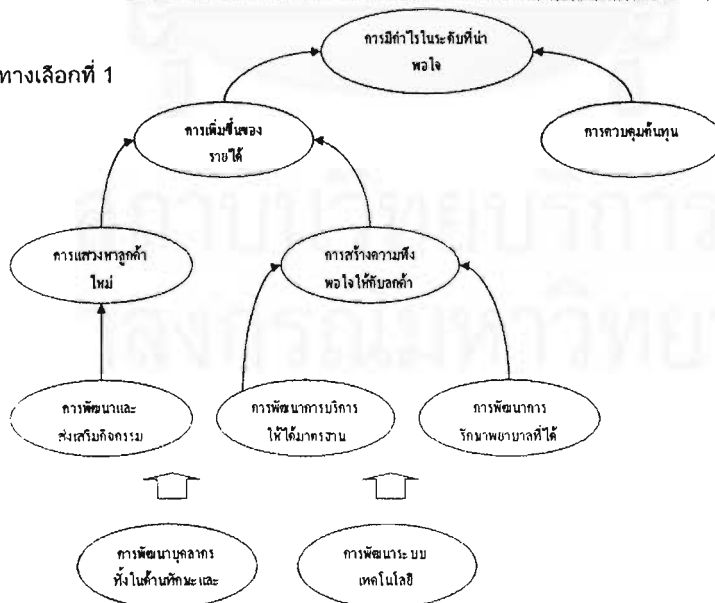 การมีกำไรในระดับที่น่า
พอใจ
ทางเลือกที่ 1
การเพิ่มขึ้นของ
รายได้
การควบคุมต้นทุน
การแสวงหาลูกค้า
ใหม่
การสร้างความพึง
พอใจให้กับลูกค้า
การพัฒนาและ
ส่งเสริมกิจกรรม
การพัฒนาการบริการ
ให้ได้มาตรฐาน
การพัฒนาการ
รักษาพยาบาลที่ได้
การพัฒนาบุคลากร
ทั้งในด้านทักษะและ
การพัฒนาระบบ
เทคโนโลยี